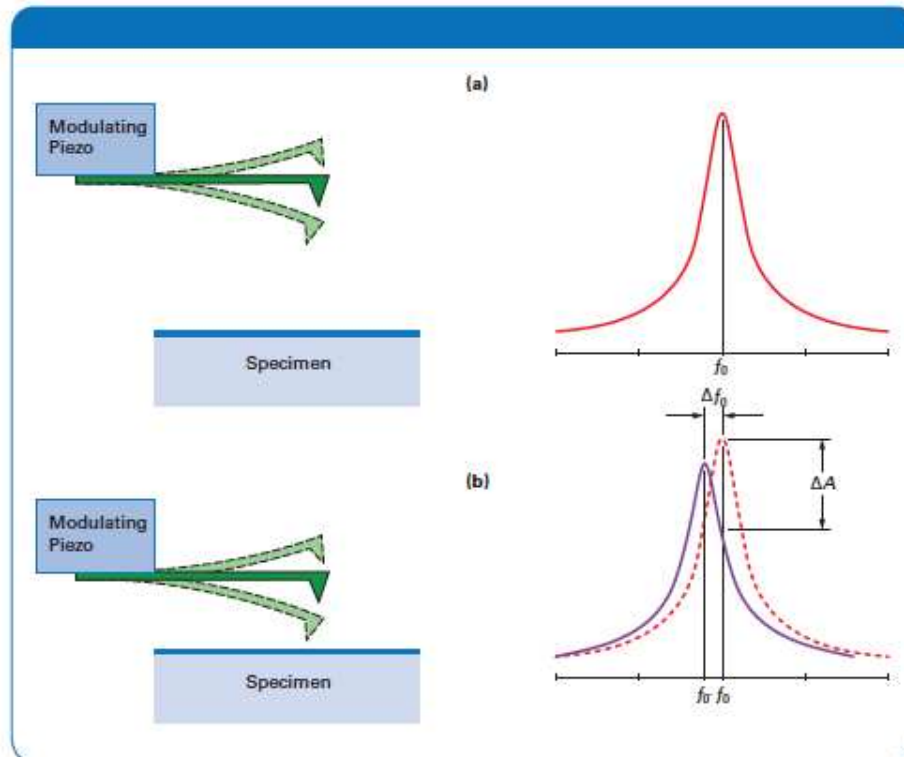 (a)
Modulating
Piezo
Specimen
f₀
Δf₀
(b)
Modulating
Piezo
ΔA
Specimen
f₀' f₀